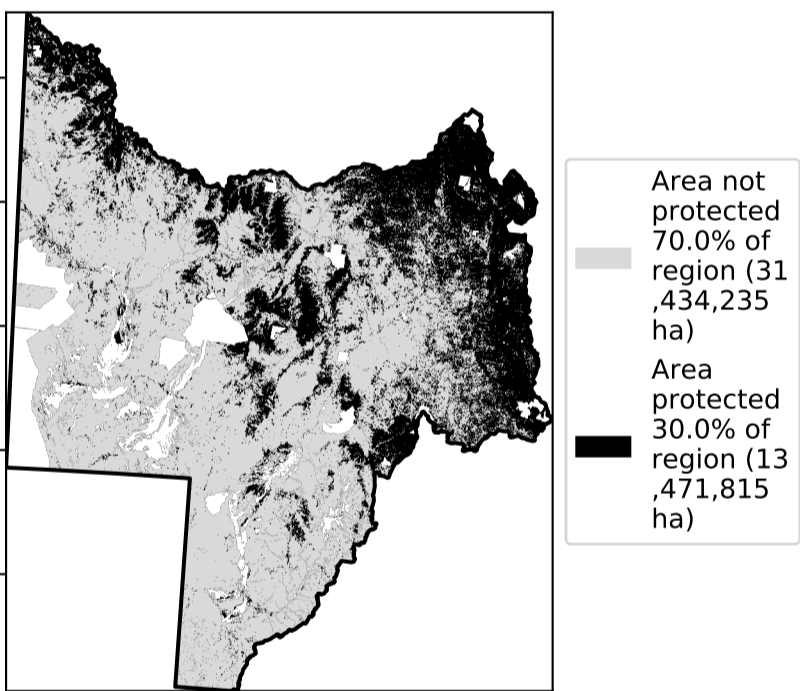 Area not
protected
70.0% of
region (31
,434,235
ha)
Area
protected
30.0% of
region (13
,471,815
ha)